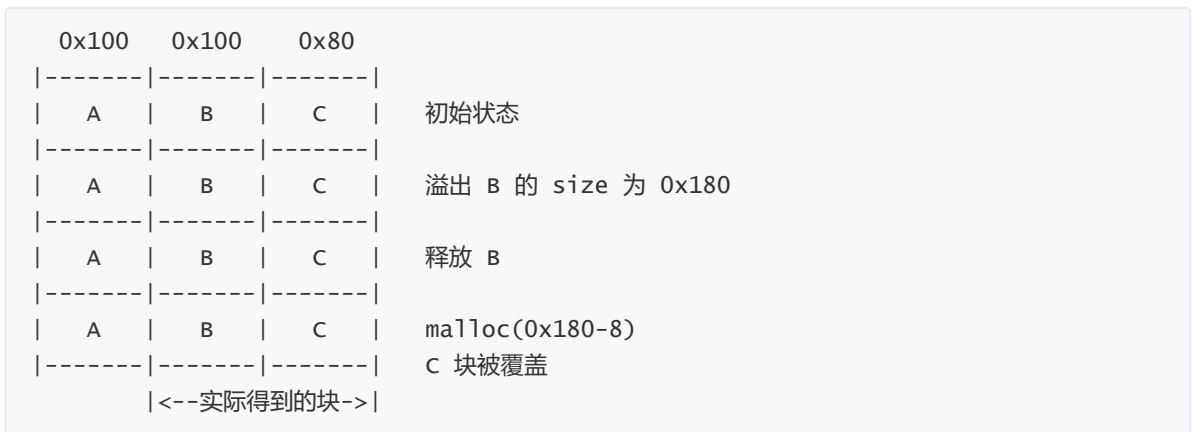 0x100   0x100    0x80
|-------|-------|-------|
|   A   |   B   |   C   |   初始状态
|-------|-------|-------|
|   A   |   B   |   C   |   溢出 B 的 size 为 0x180
|-------|-------|-------|
|   A   |   B   |   C   |   释放 B
|-------|-------|-------|
|   A   |   B   |   C   |   malloc(0x180-8)
|-------|-------|-------|   C 块被覆盖
        |<--实际得到的块->|